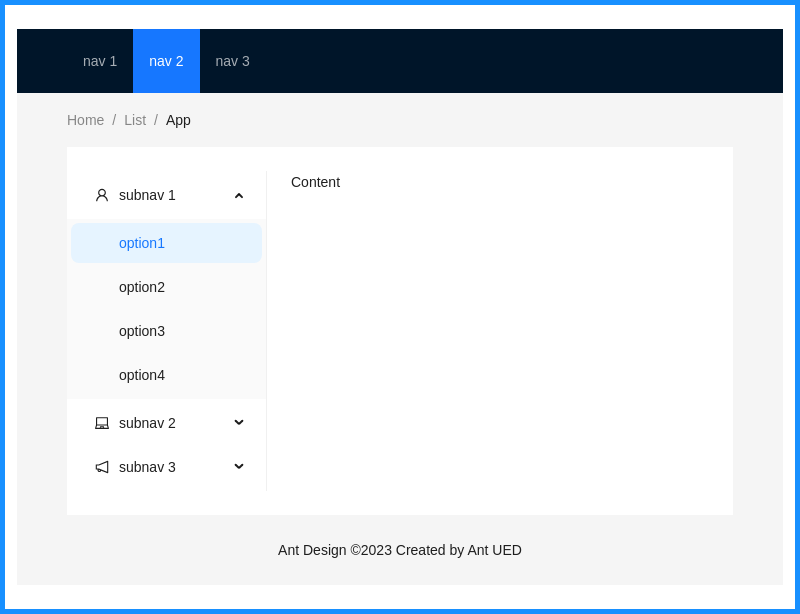 nav 1 nav 2 nav 3
Home / List / App
subnav 1
option1
option2
option3
option4
subnav 2
subnav 3
Content
Ant Design ©2023 Created by Ant UED